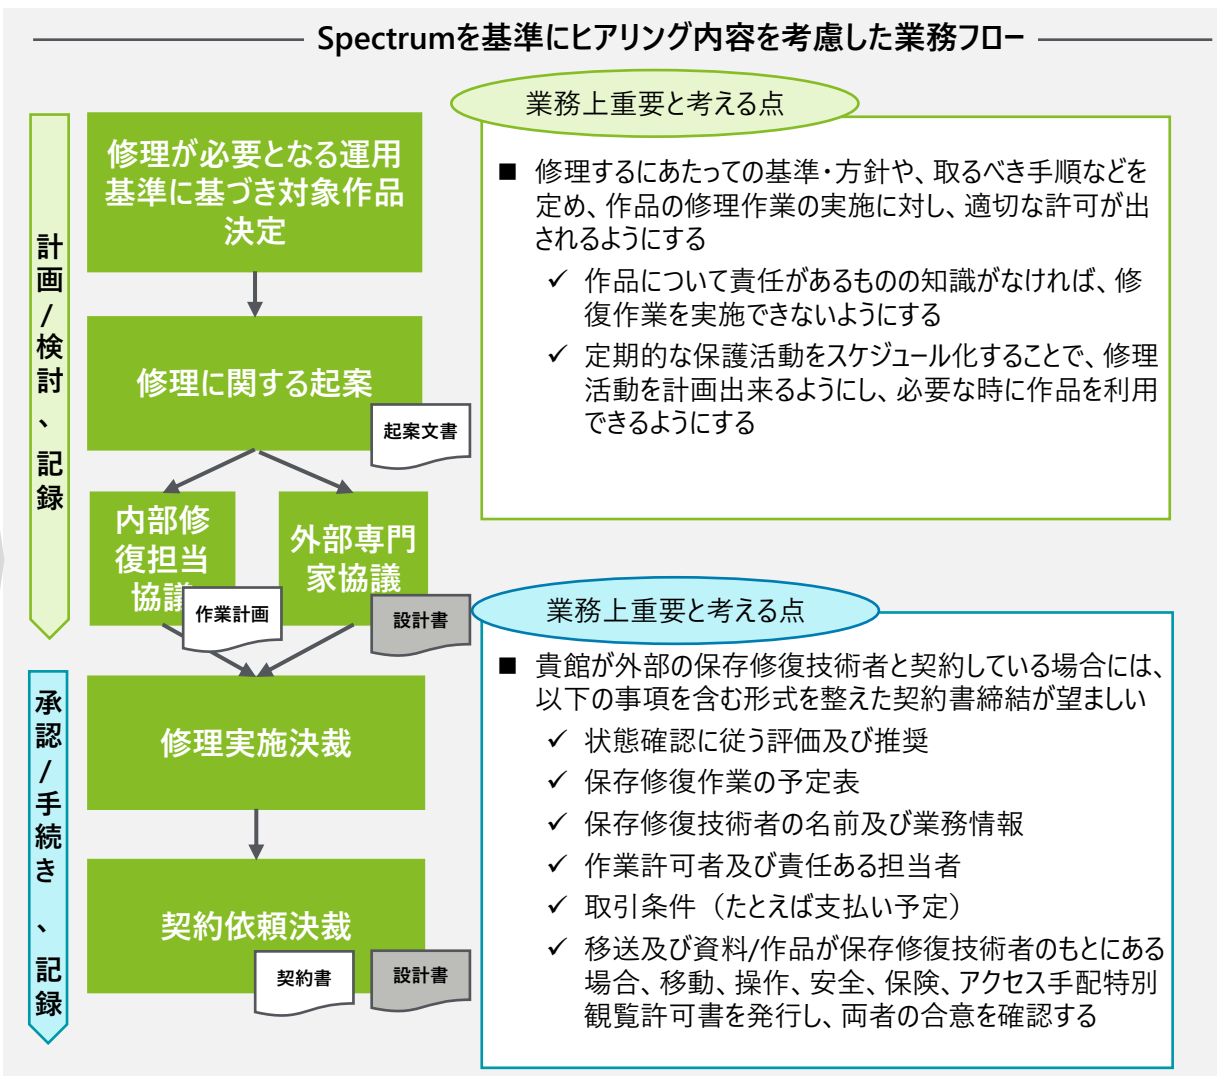 Spectrumを基準にヒアリング内容を考慮した業務フロー
計画/検討、記録
修理が必要となる運用
基準に基づき対象作品
決定
修理に関する起案
起案文書
内部修
復担当
協議
作業計画
外部専門
家協議
設計書
業務上重要と考える点
■ 修理するにあたっての基準・方針や、取るべき手順などを
定め、作品の修理作業の実施に対し、適切な許可が出
されるようにする
✓ 作品について責任があるものの知識がなければ、修
復作業を実施できないようにする
✓ 定期的な保護活動をスケジュール化することで、修理
活動を計画出来るようにし、必要な時に作品を利用
できるようにする
承認/手続き、記録
修理実施決裁
契約依頼決裁
契約書
設計書
業務上重要と考える点
■ 貴館が外部の保存修復技術者と契約している場合には、
以下の事項を含む形式を整えた契約書締結が望ましい
✓ 状態確認に従う評価及び推奨
✓ 保存修復作業の予定表
✓ 保存修復技術者の名前及び業務情報
✓ 作業許可者及び責任ある担当者
✓ 取引条件（たとえば支払い予定）
✓ 移送及び資料/作品が保存修復技術者のもとにある
場合、移動、操作、安全、保険、アクセス手配特別
観覧許可書を発行し、両者の合意を確認する